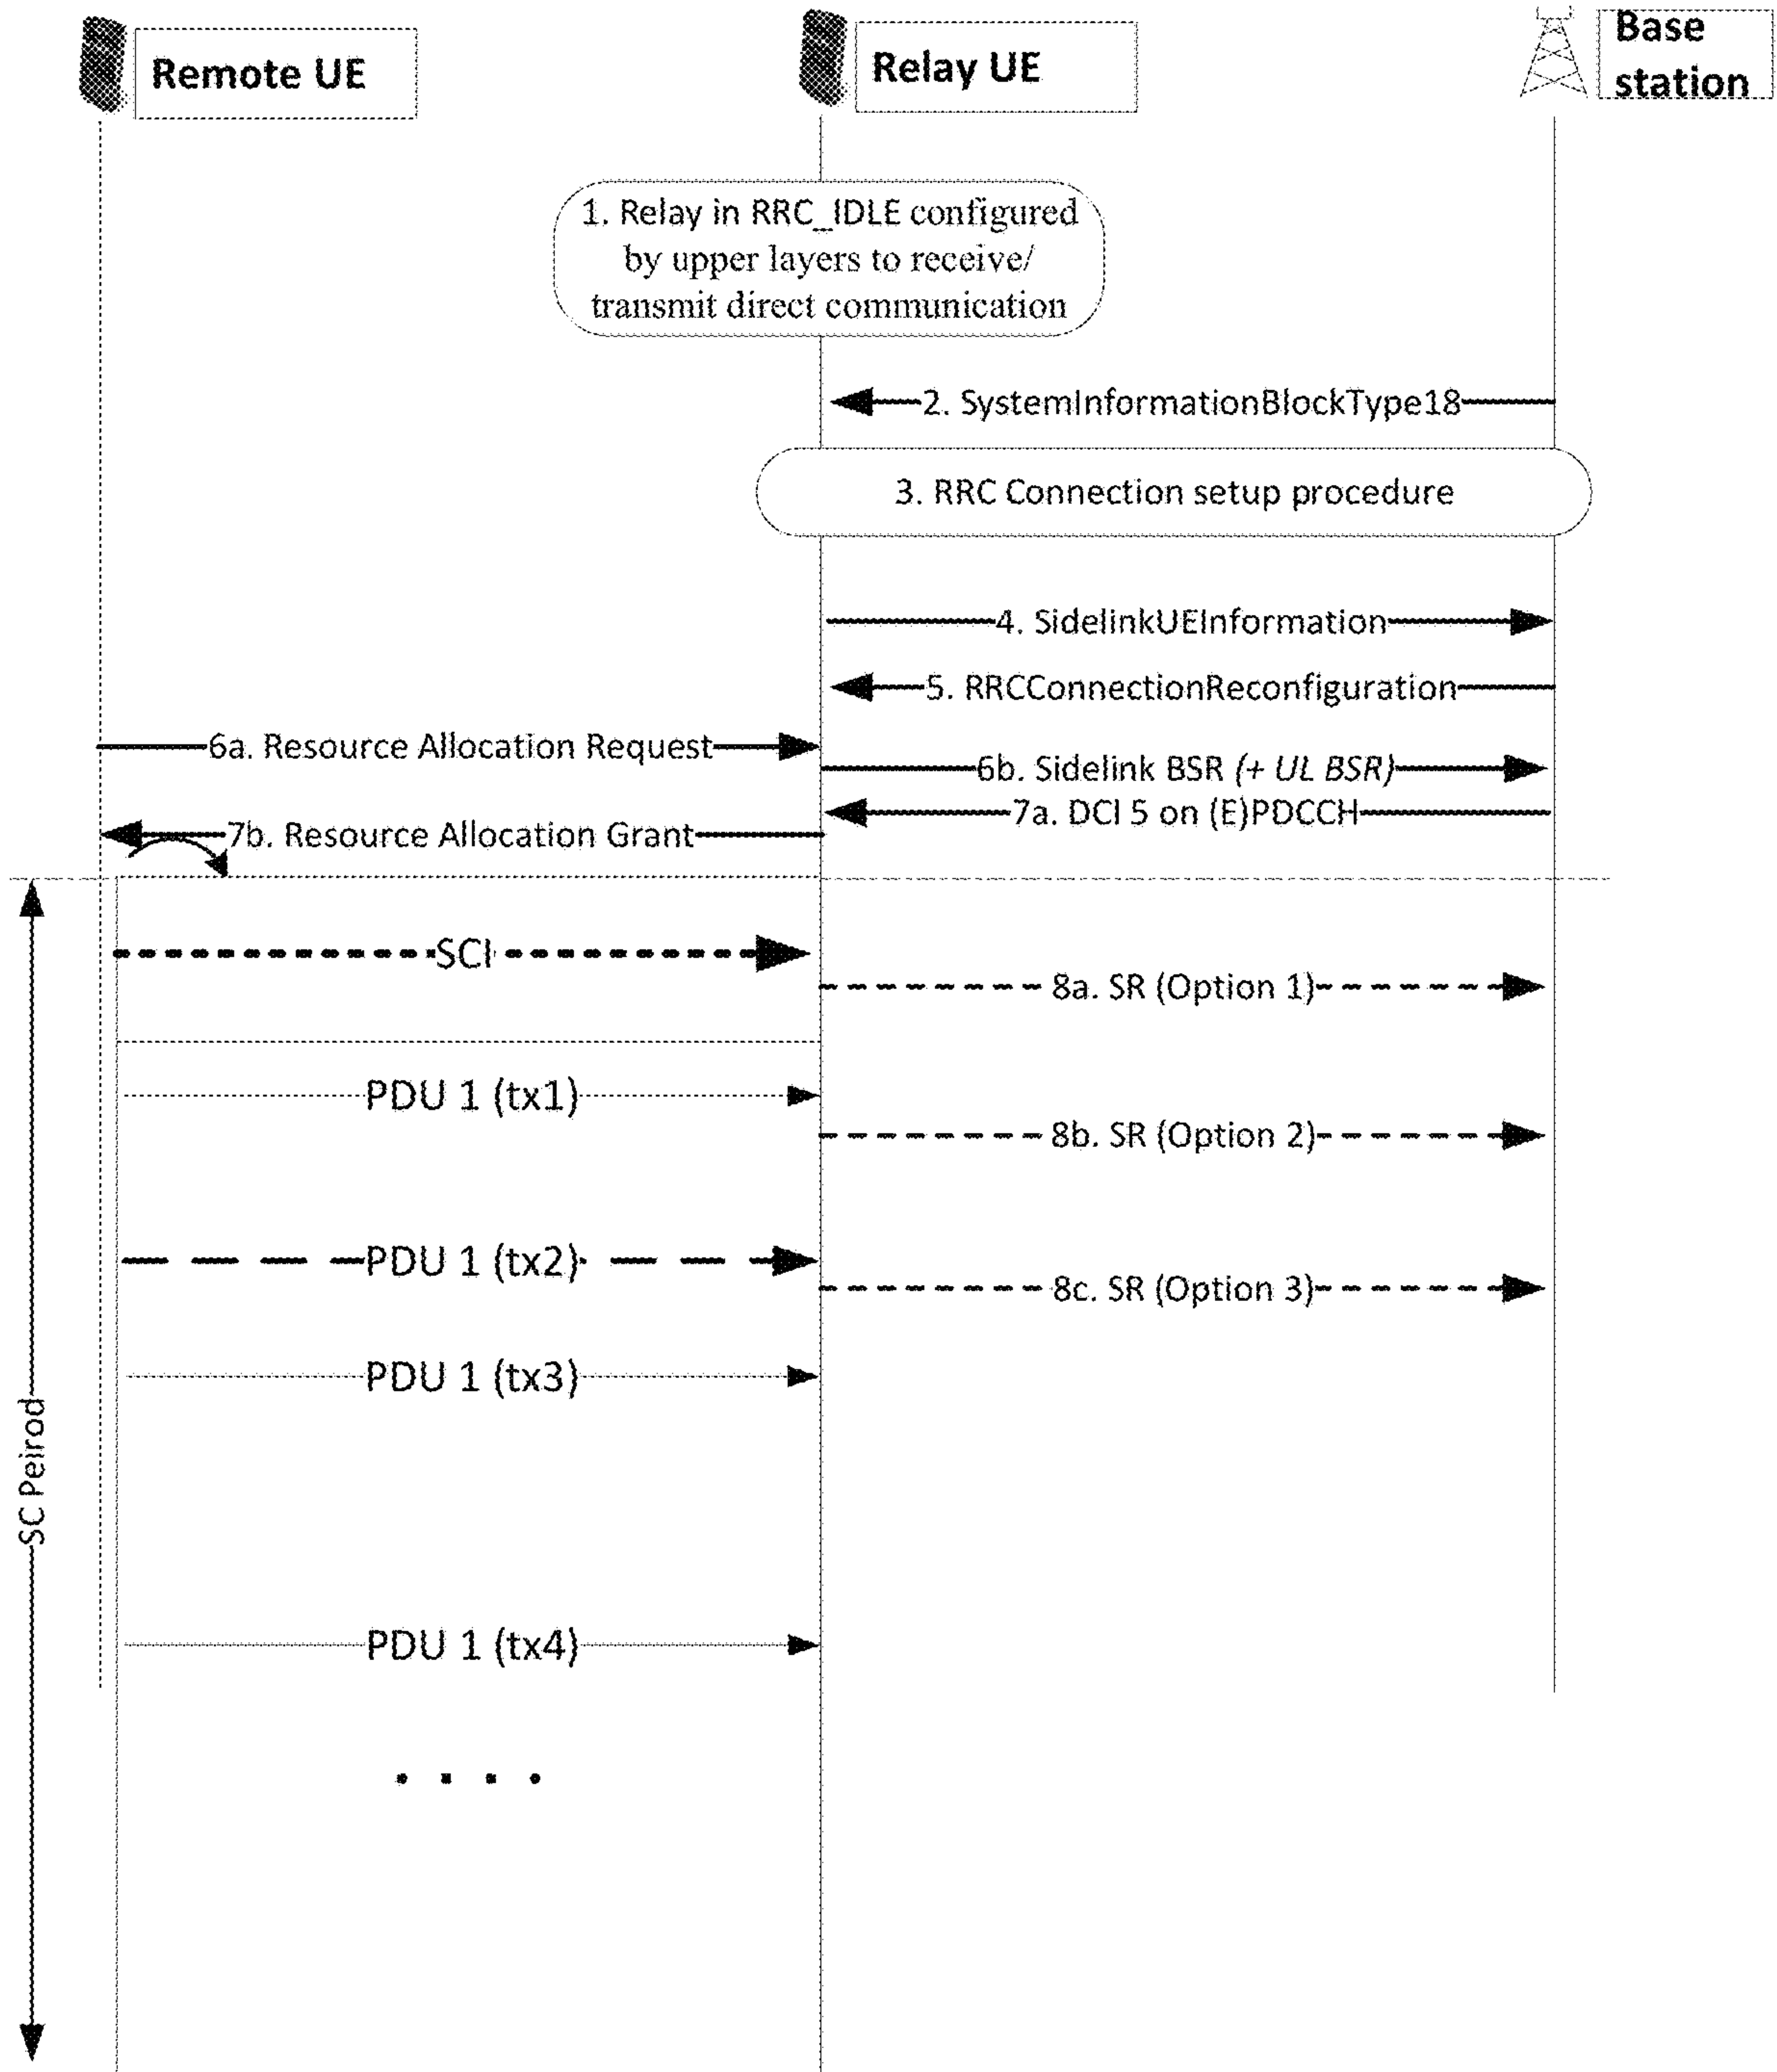 Remote UE
Relay UE
Base
station
1. Relay in RRC_IDLE configured
by upper layers to receive/
transmit direct communication
2. SystemInformationBlockType18
3. RRC Connection setup procedure
4. SidelinkUEInformation
5. RRCConnectionReconfiguration
6a. Resource Allocation Request
6b. Sidelink BSR (+ UL BSR)
7a. DCI 5 on (E)PDCCH
7b. Resource Allocation Grant
SCI
8a. SR (Option 1)
PDU 1 (tx1)
8b. SR (Option 2)
PDU 1 (tx2)
8c. SR (Option 3)
PDU 1 (tx3)
SC Peirod
PDU 1 (tx4)
. . . .